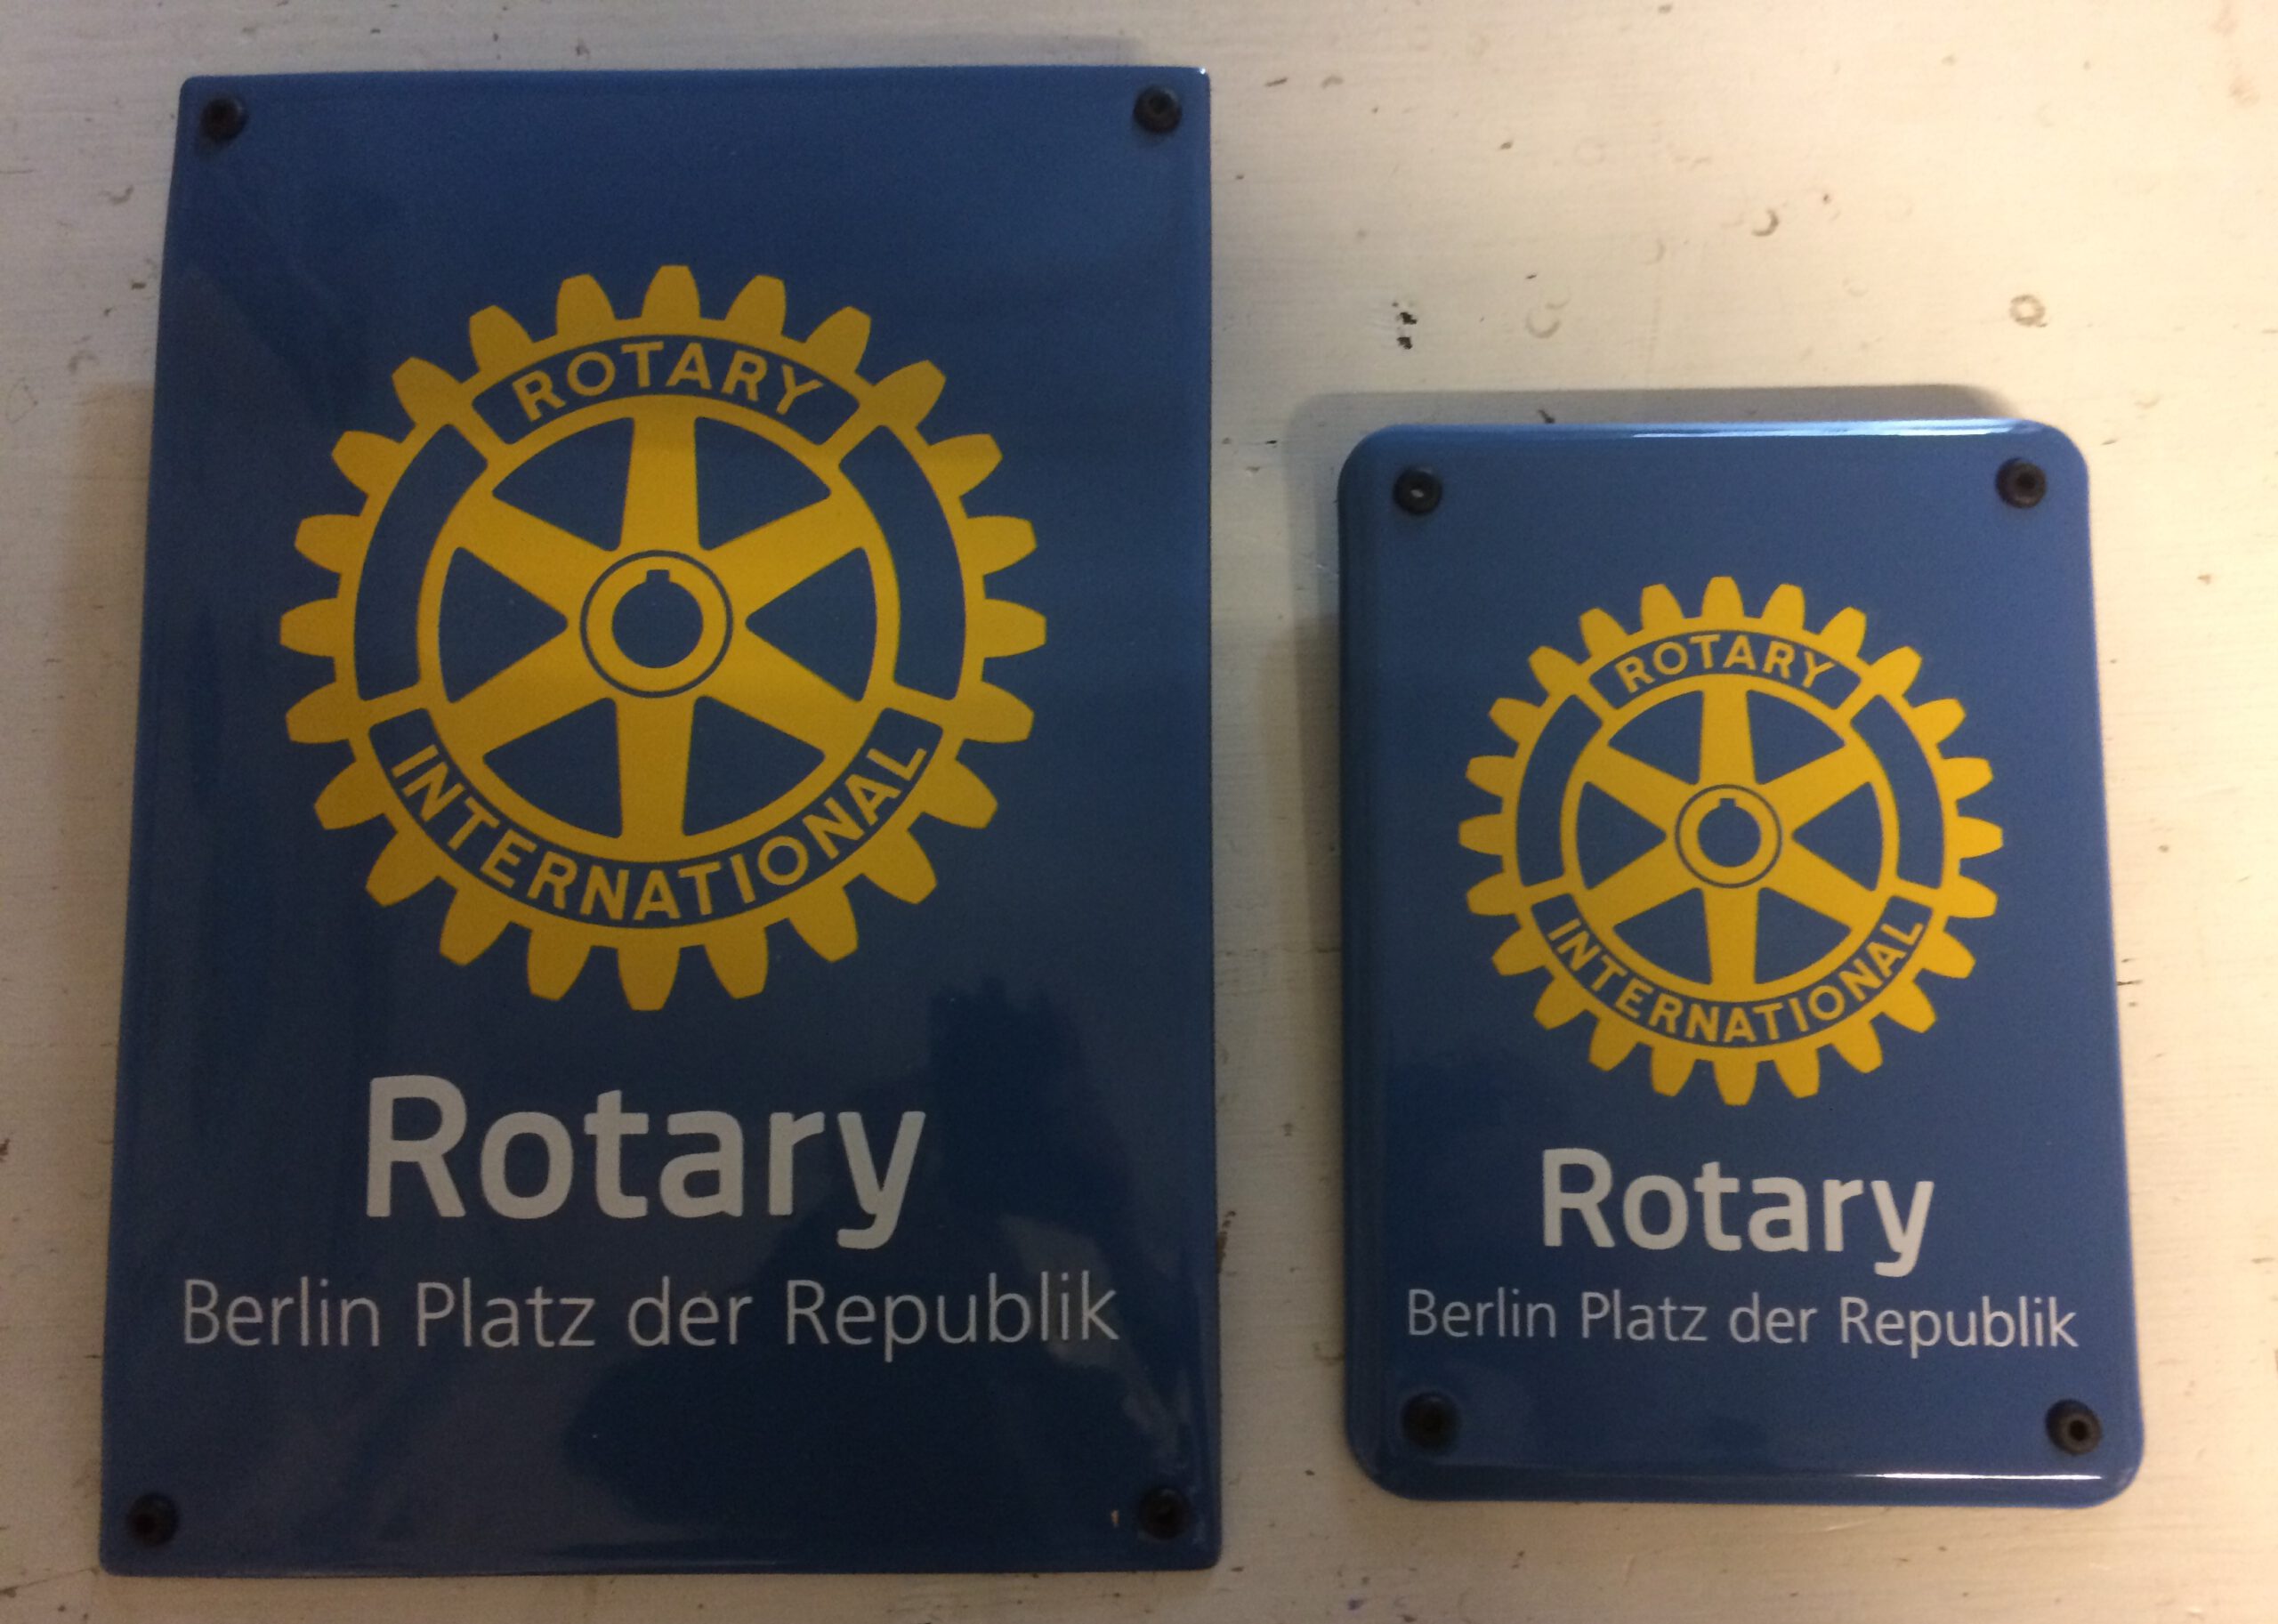 ROTARY
INTERNATIONAL
Rotary
Berlin Platz der Republik
ROTARY
INTERNATIONAL
Rotary
Berlin Platz der Republik